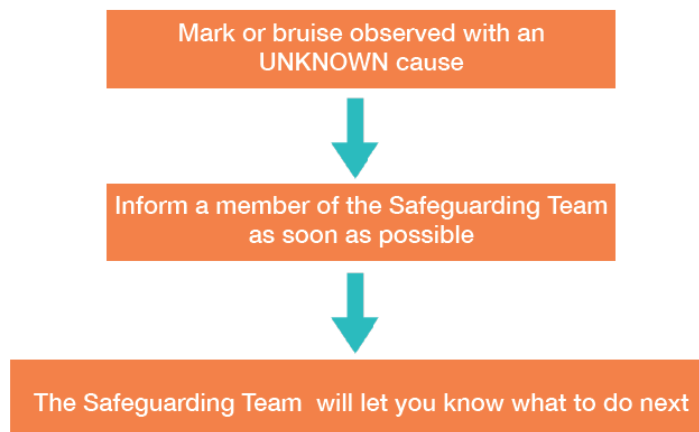 Mark or bruise observed with an
UNKNOWN cause
Inform a member of the Safeguarding Team
as soon as possible
The Safeguarding Team will let you know what to do next